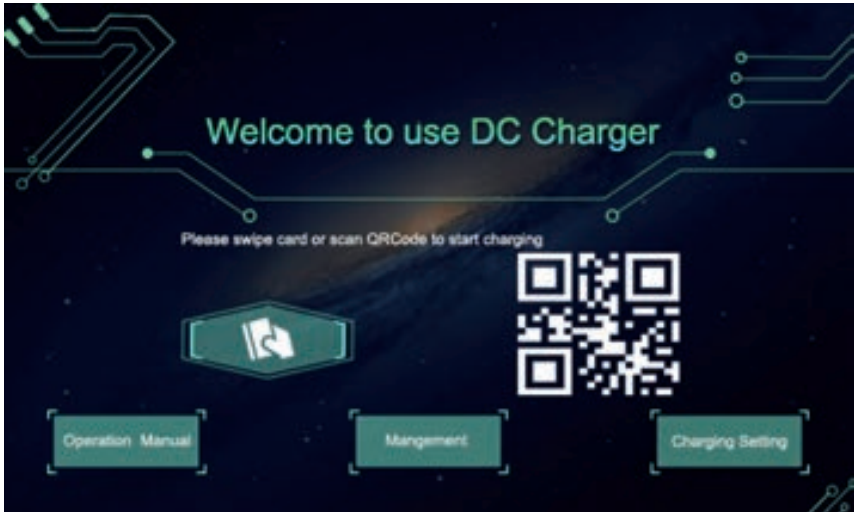 Welcome to use DC Charger
Please swipe card or scan QRCode to start charging
Operation Manual
Mangement
Charging Setting